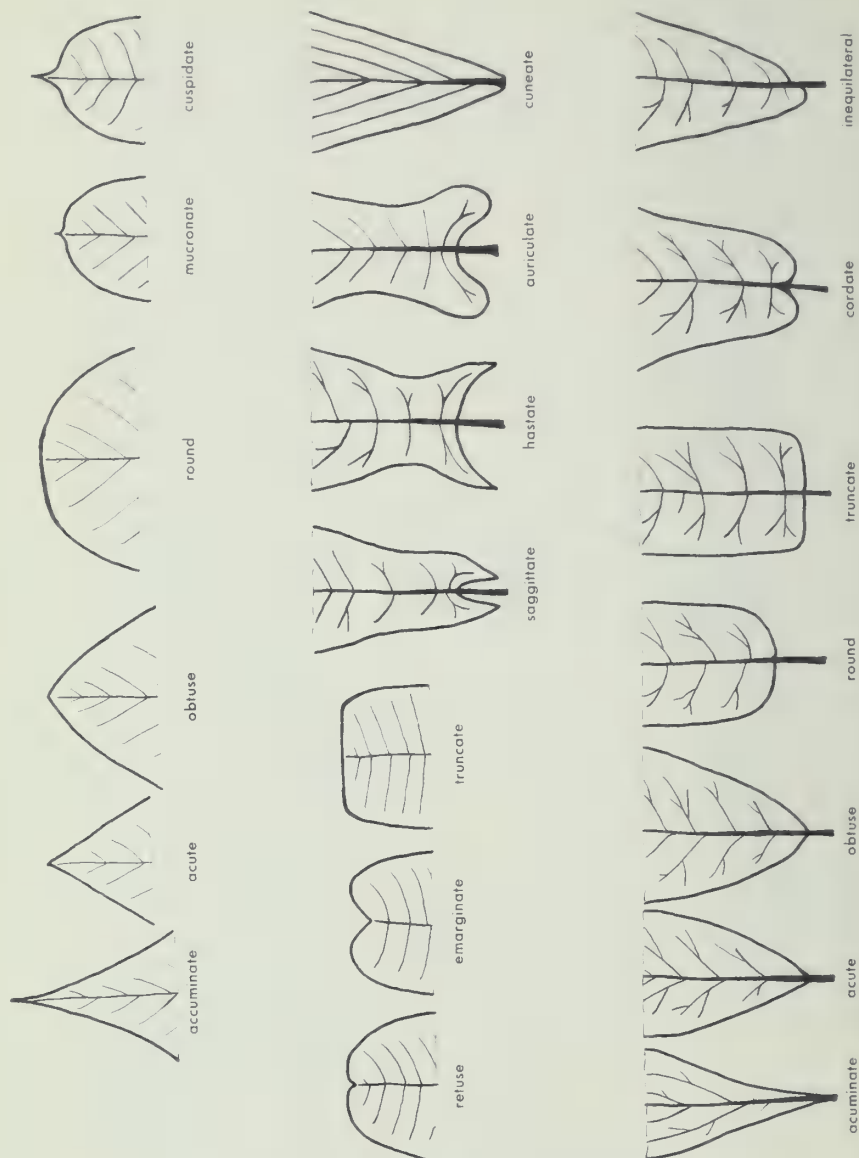 accuminate
acute
obtuse
round
mucronate
cuspidate
retuse
emarginate
truncate
saggittate
hastate
auriculate
cuneate
acuminate
acute
obtuse
round
truncate
cordate
inequilateral